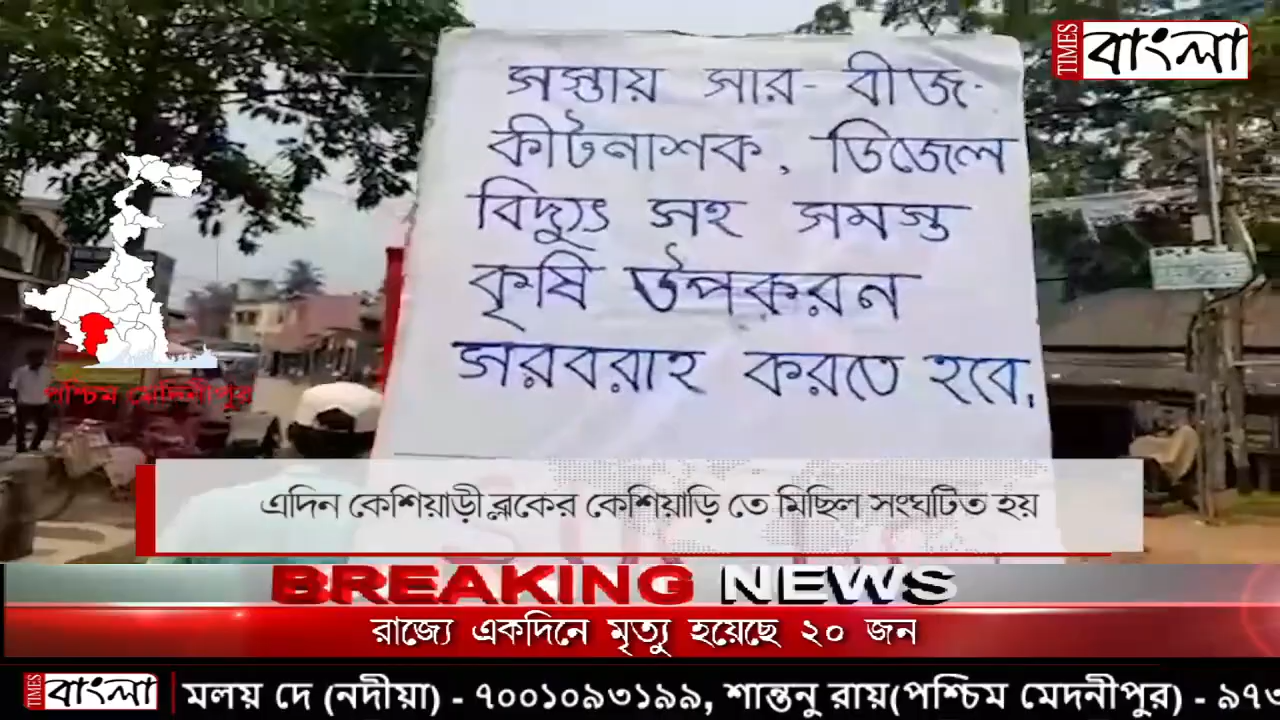 TIMES বাংলা
সস্তায় সার- বীজ-
কীটনাশক, ডিজেল
বিদ্যুৎ সহ সমস্ত
কৃষি উপকরন
সরবরাহ করতে হবে,
পশ্চিম মেদিনীপুর
এদিন কেশিয়াড়ী ব্লকের কেশিয়াড়ি তে মিছিল সংঘটিত হয়
BREAKING NEWS
রাজ্যে একদিনে মৃত্যু হয়েছে ২০ জন
TIMES বাংলা মলয় দে (নদীয়া) - ৭০০১০৯৩১৯৯, শান্তনু রায়(পশ্চিম মেদনীপুর) - ৯৭৩